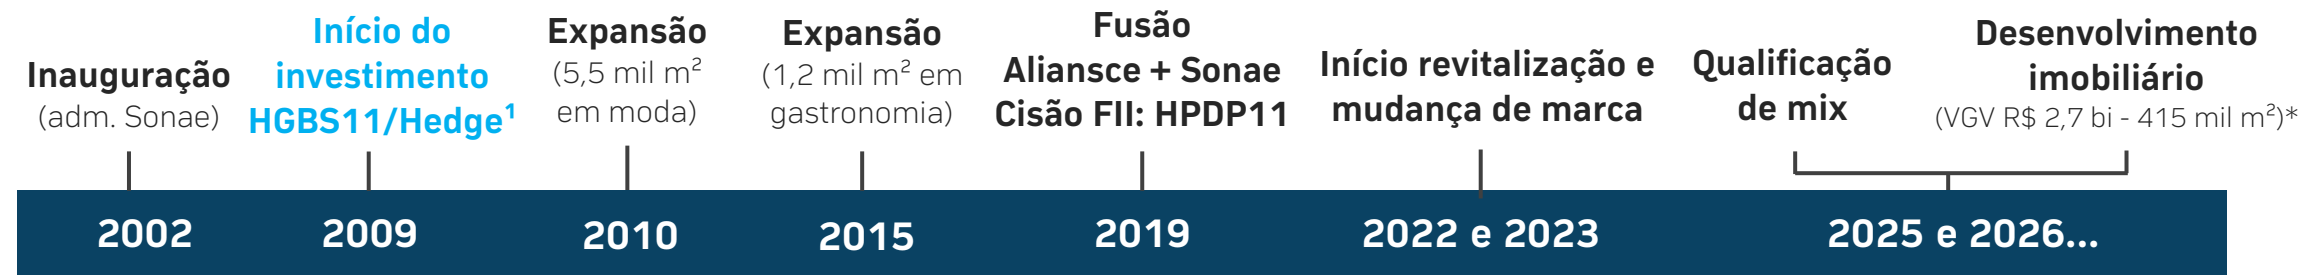 Inauguração
(adm. Sonae)
2002
Início do
investimento
HGBS11/Hedge¹
2009
Expansão
(5,5 mil m²
em moda)
2010
Expansão
(1,2 mil m² em
gastronomia)
2015
Fusão
Aliansce + Sonae
Cisão FII: HPDP11
2019
Início revitalização e
mudança de marca
2022 e 2023
Qualificação
de mix
Desenvolvimento
imobiliário
(VGV R$ 2,7 bi - 415 mil m²)*
2025 e 2026...